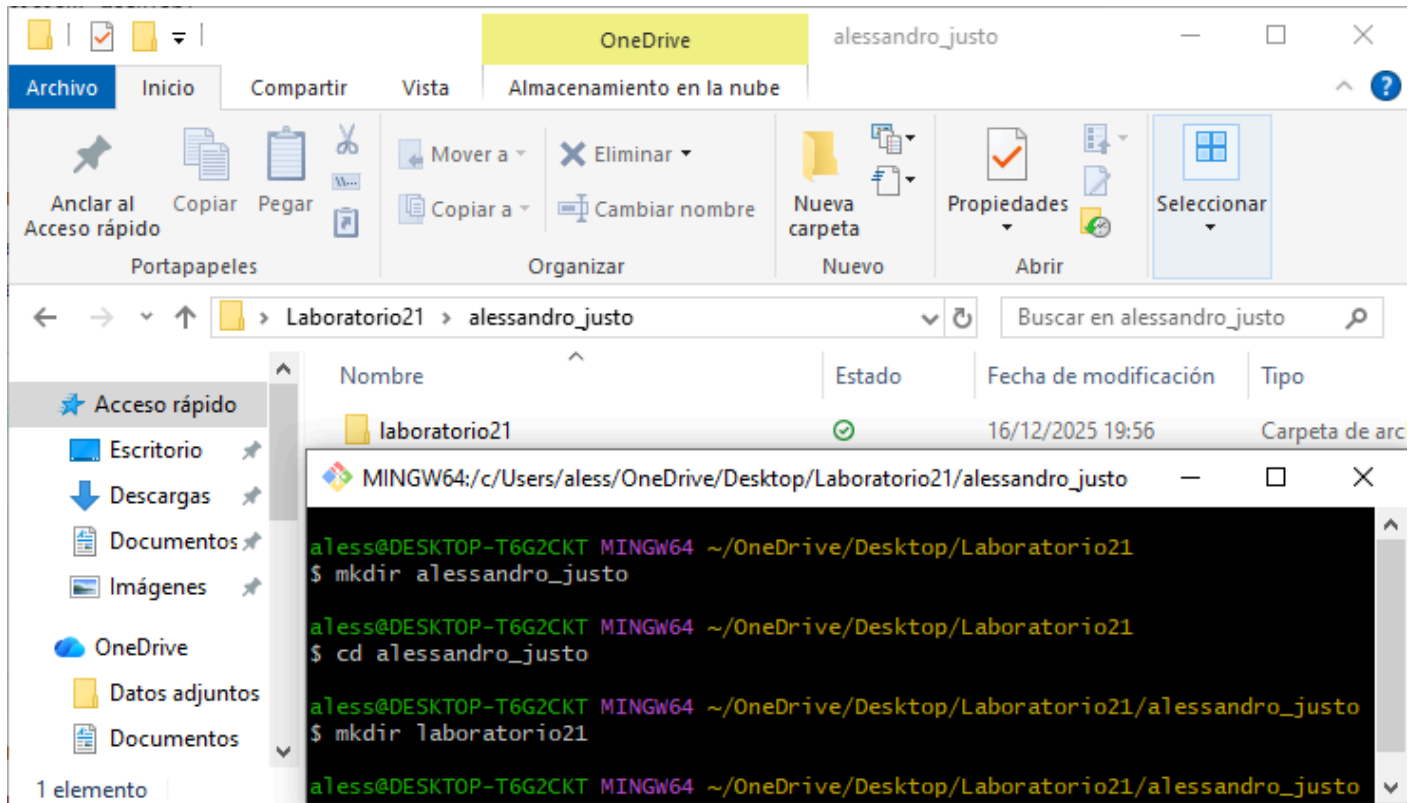 OneDrive
alessandro_justo
Archivo
Inicio
Compartir
Vista
Almacenamiento en la nube
Anclar al
Acceso rápido
Copiar
Pegar
Mover a
Copiar a
Eliminar
Cambiar nombre
Nueva
carpeta
Propiedades
Seleccionar
Portapapeles
Organizar
Nuevo
Abrir
Laboratorio21 > alessandro_justo
Buscar en alessandro_justo
Nombre
Estado
Fecha de modificación
Tipo
Acceso rápido
laboratorio21
16/12/2025 19:56
Carpeta de arc
Escritorio
Descargas
Documentos
Imágenes
OneDrive
Datos adjuntos
Documentos
1 elemento
MINGW64:/c/Users/aless/OneDrive/Desktop/Laboratorio21/alessandro_justo
aless@DESKTOP-T6G2CKT MINGW64 ~/OneDrive/Desktop/Laboratorio21
$ mkdir alessandro_justo
aless@DESKTOP-T6G2CKT MINGW64 ~/OneDrive/Desktop/Laboratorio21
$ cd alessandro_justo
aless@DESKTOP-T6G2CKT MINGW64 ~/OneDrive/Desktop/Laboratorio21/alessandro_justo
$ mkdir laboratorio21
aless@DESKTOP-T6G2CKT MINGW64 ~/OneDrive/Desktop/Laboratorio21/alessandro_justo